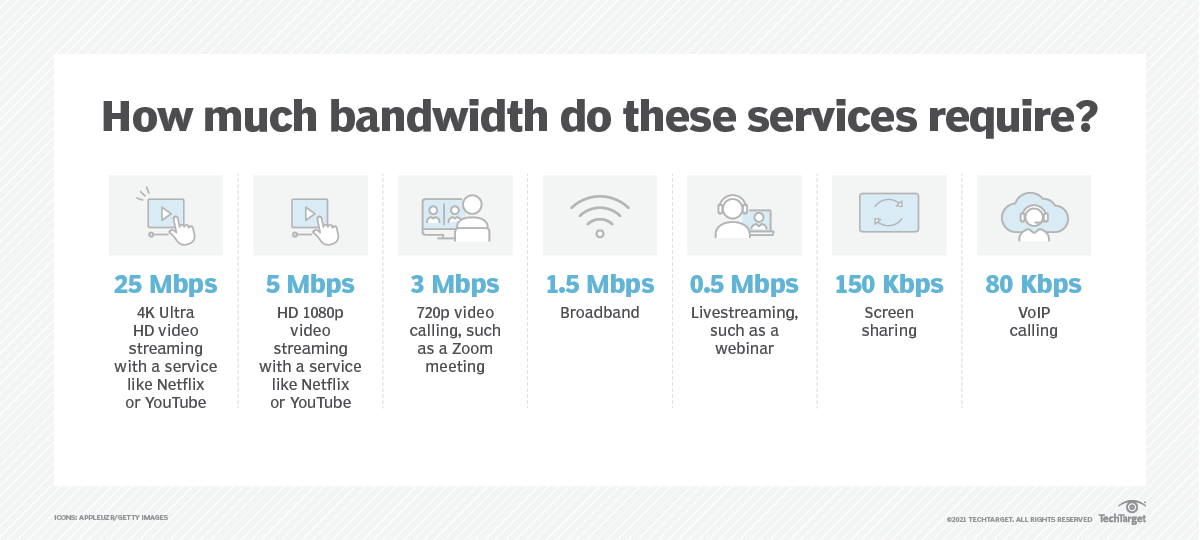 How much bandwidth do these services require?
25 Mbps
4K Ultra
HD video
streaming
with a service
like Netflix
or YouTube
5 Mbps
HD 1080p
video
streaming
with a service
like Netflix
or YouTube
3 Mbps
720p video
calling, such
as a Zoom
meeting
1.5 Mbps
Broadband
0.5 Mbps
Livestreaming,
such as a
webinar
150 Kbps
Screen
sharing
80 Kbps
VoIP
calling
ICONS: APPLEUZR/GETTY IMAGES
©2021 TECHTARGET. ALL RIGHTS RESERVED TechTarget